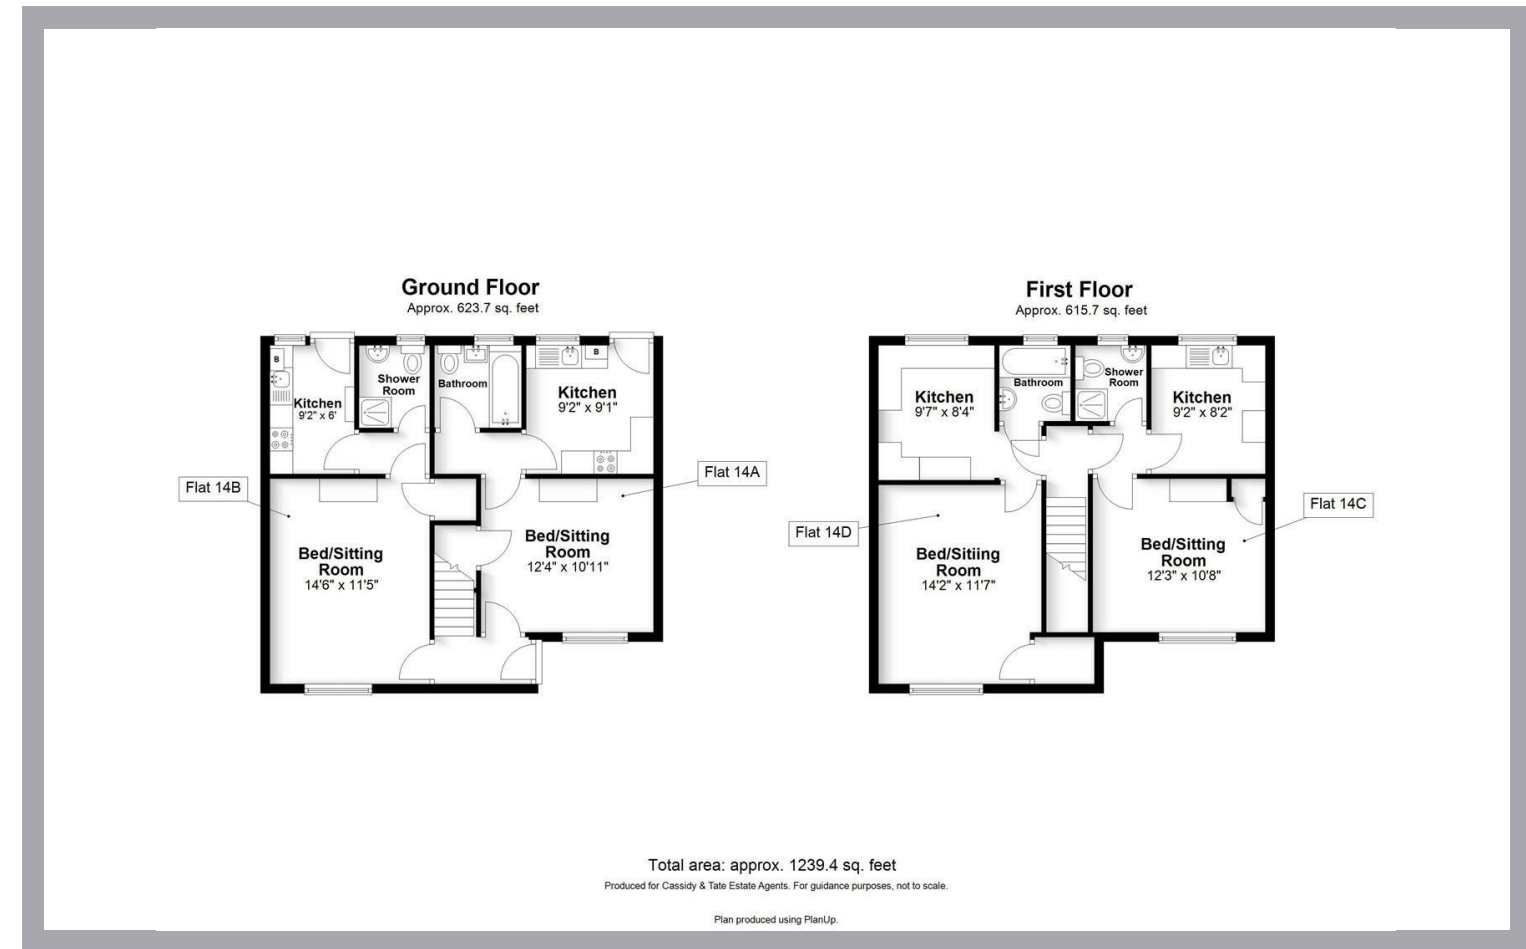 Ground Floor
Approx. 623.7 sq. feet
B
Kitchen
9'2" x 6'
Shower
Room
Bathroom
B
Kitchen
9'2" x 9'1"
Flat 14B
Flat 14A
Bed/Sitting
Room
14'6" x 11'5"
Bed/Sitting
Room
12'4" x 10'11"
First Floor
Approx. 615.7 sq. feet
Kitchen
9'7" x 8'4"
Bathroom
Shower
Room
Kitchen
9'2" x 8'2"
Flat 14D
Flat 14C
Bed/Sitiing
Room
14'2" x 11'7"
Bed/Sitting
Room
12'3" x 10'8"
Total area: approx. 1239.4 sq. feet
Produced for Cassidy & Tate Estate Agents. For guidance purposes, not to scale.
Plan produced using PlanUp.